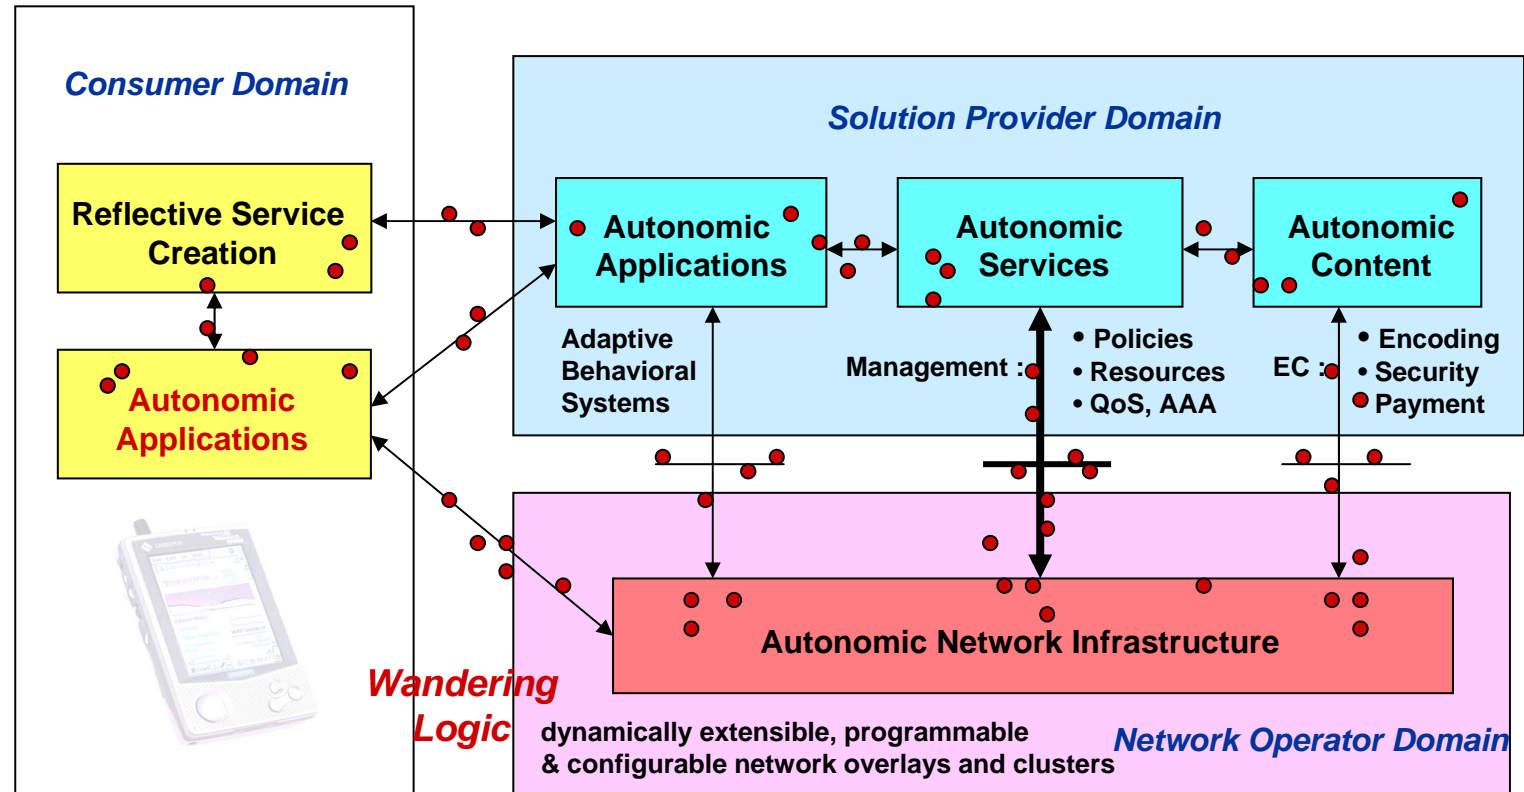 Consumer Domain
Solution Provider Domain
Reflective Service
Creation
Autonomic
Applications
Autonomic
Services
Autonomic
Content
Autonomic
Applications
Adaptive
Behavioral
Systems
Management :
• Policies
• Resources
• QoS, AAA
EC :
• Encoding
• Security
• Payment
Autonomic Network Infrastructure
Wandering
Logic
dynamically extensible, programmable
& configurable network overlays and clusters
Network Operator Domain